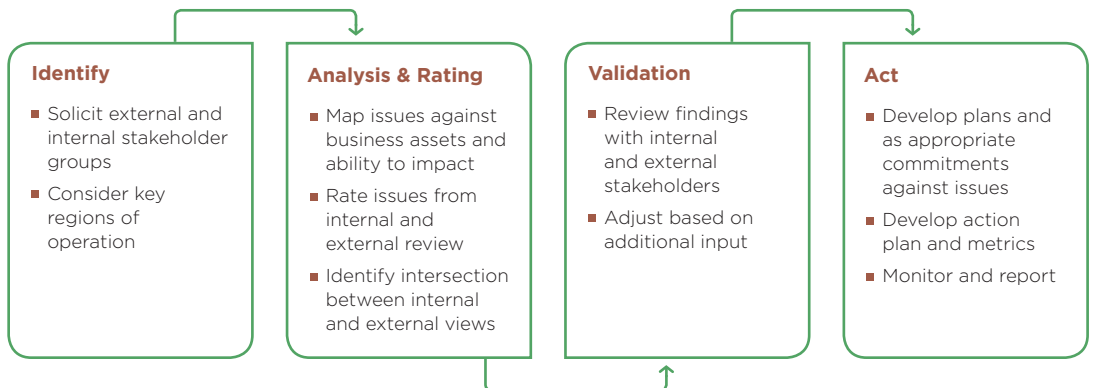 Identify
■ Solicit external and
internal stakeholder
groups
■ Consider key
regions of
operation
Analysis & Rating
■ Map issues against
business assets and
ability to impact
■ Rate issues from
internal and
external review
■ Identify intersection
between internal
and external views
Validation
■ Review findings
with internal
and external
stakeholders
■ Adjust based on
additional input
Act
■ Develop plans and
as appropriate
commitments
against issues
■ Develop action
plan and metrics
■ Monitor and report